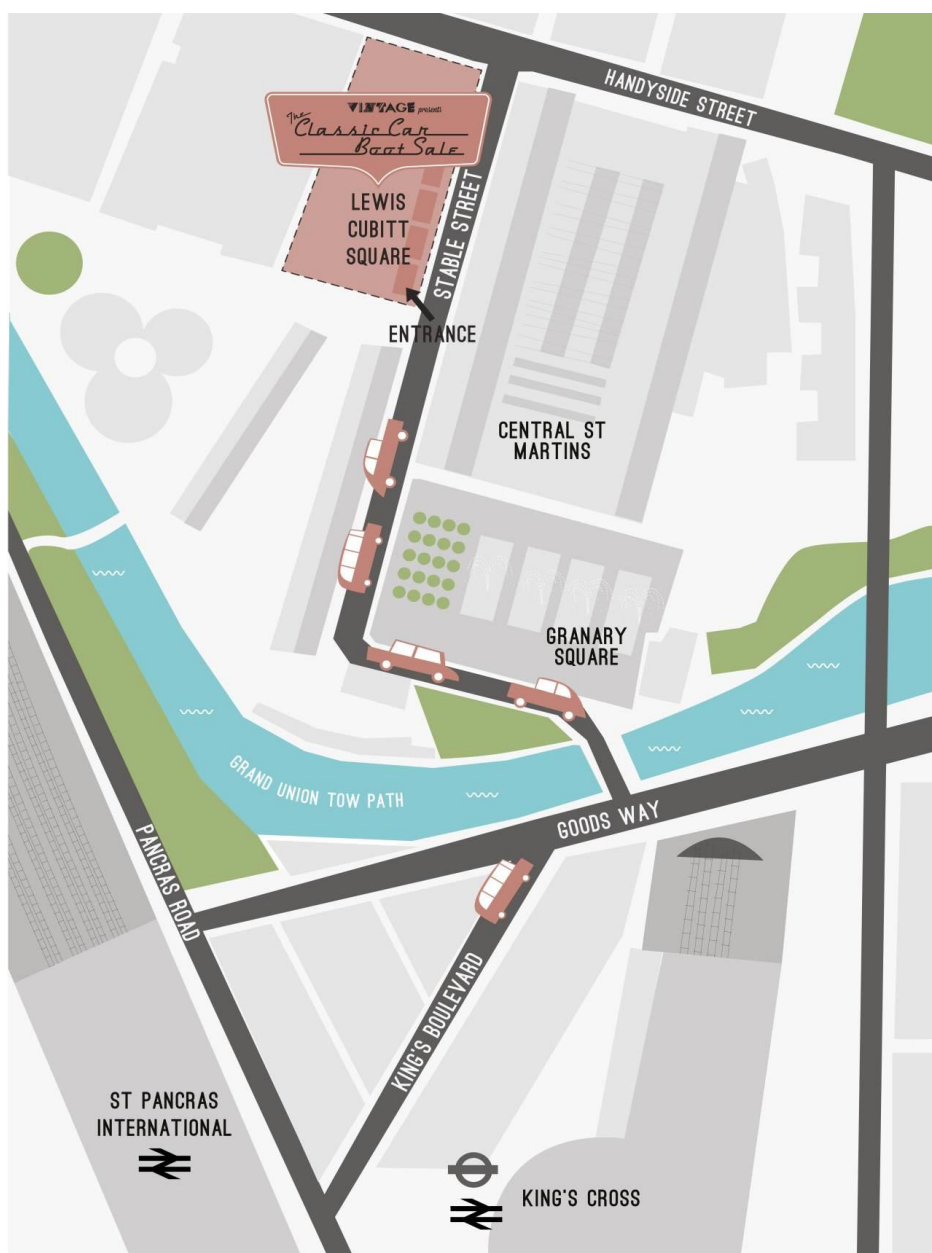 HANDYSIDE STREET
VINTAGE presents
The
Classic Car
Boot Sale
LEWIS
CUBITT
SQUARE
STABLE STREET
ENTRANCE
CENTRAL ST
MARTINS
GRANARY
SQUARE
GRAND UNION TOW PATH
GOODS WAY
PANCRAS ROAD
KING'S BOULEVARD
ST PANCRAS
INTERNATIONAL
KING'S CROSS